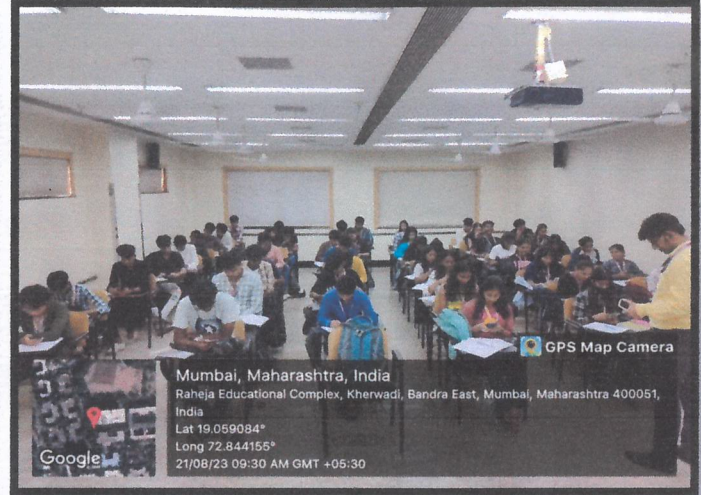 GPS Map Camera
Mumbai, Maharashtra, India
Raheja Educational Complex, Kherwadi, Bandra East, Mumbai, Maharashtra 400051,
India
Lat 19.059084°
Long 72.844155°
21/08/23 09:30 AM GMT +05:30
Google